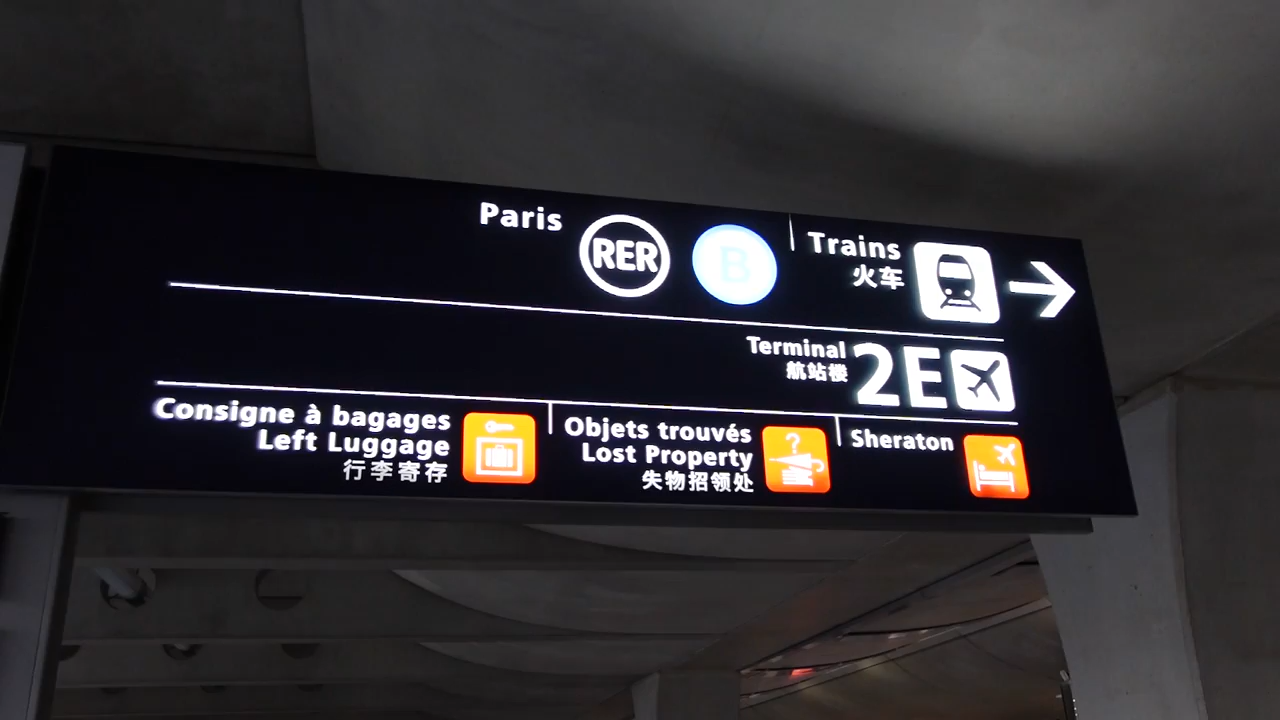 Paris RER B Trains
火车
Terminal 2E
航站楼
Consigne à bagages
Left Luggage
行李寄存
Objets trouvés
Lost Property
失物招领处
Sheraton